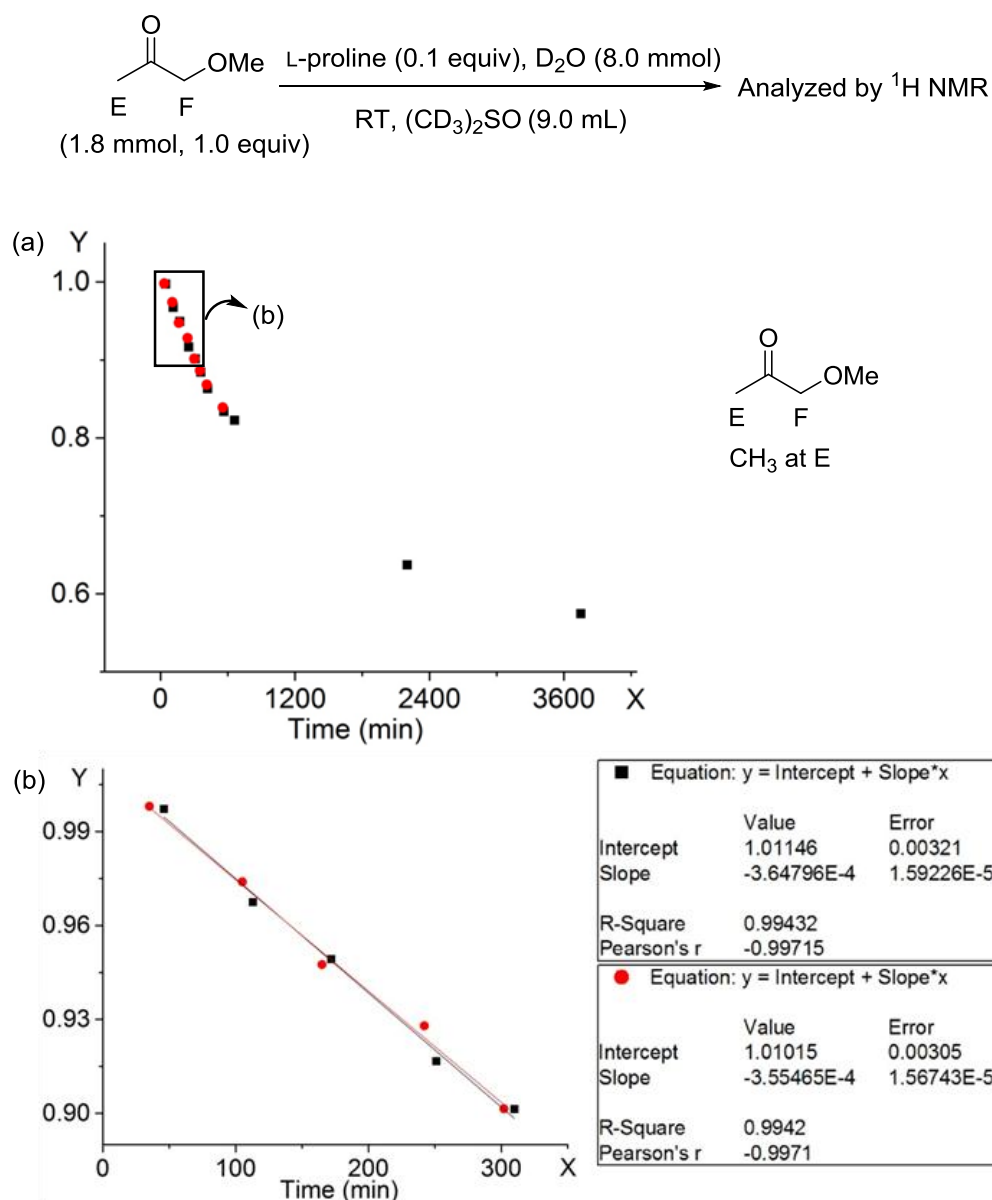 O
OMe
L-proline (0.1 equiv), D2O (8.0 mmol)
Analyzed by 1H NMR
E F
RT, (CD3)2SO (9.0 mL)
(1.8 mmol, 1.0 equiv)
(a) Y
1.0
(b)
0.8
0.6
0 1200 2400 3600 X
Time (min)
O
OMe
E F
CH3 at E
(b) Y
0.99
0.96
0.93
0.90
0 100 200 300 X
Time (min)
Equation: y = Intercept + Slope*x
Value Error
Intercept 1.01146 0.00321
Slope -3.64796E-4 1.59226E-5
R-Square 0.99432
Pearson's r -0.99715
Equation: y = Intercept + Slope*x
Value Error
Intercept 1.01015 0.00305
Slope -3.55465E-4 1.56743E-5
R-Square 0.9942
Pearson's r -0.9971